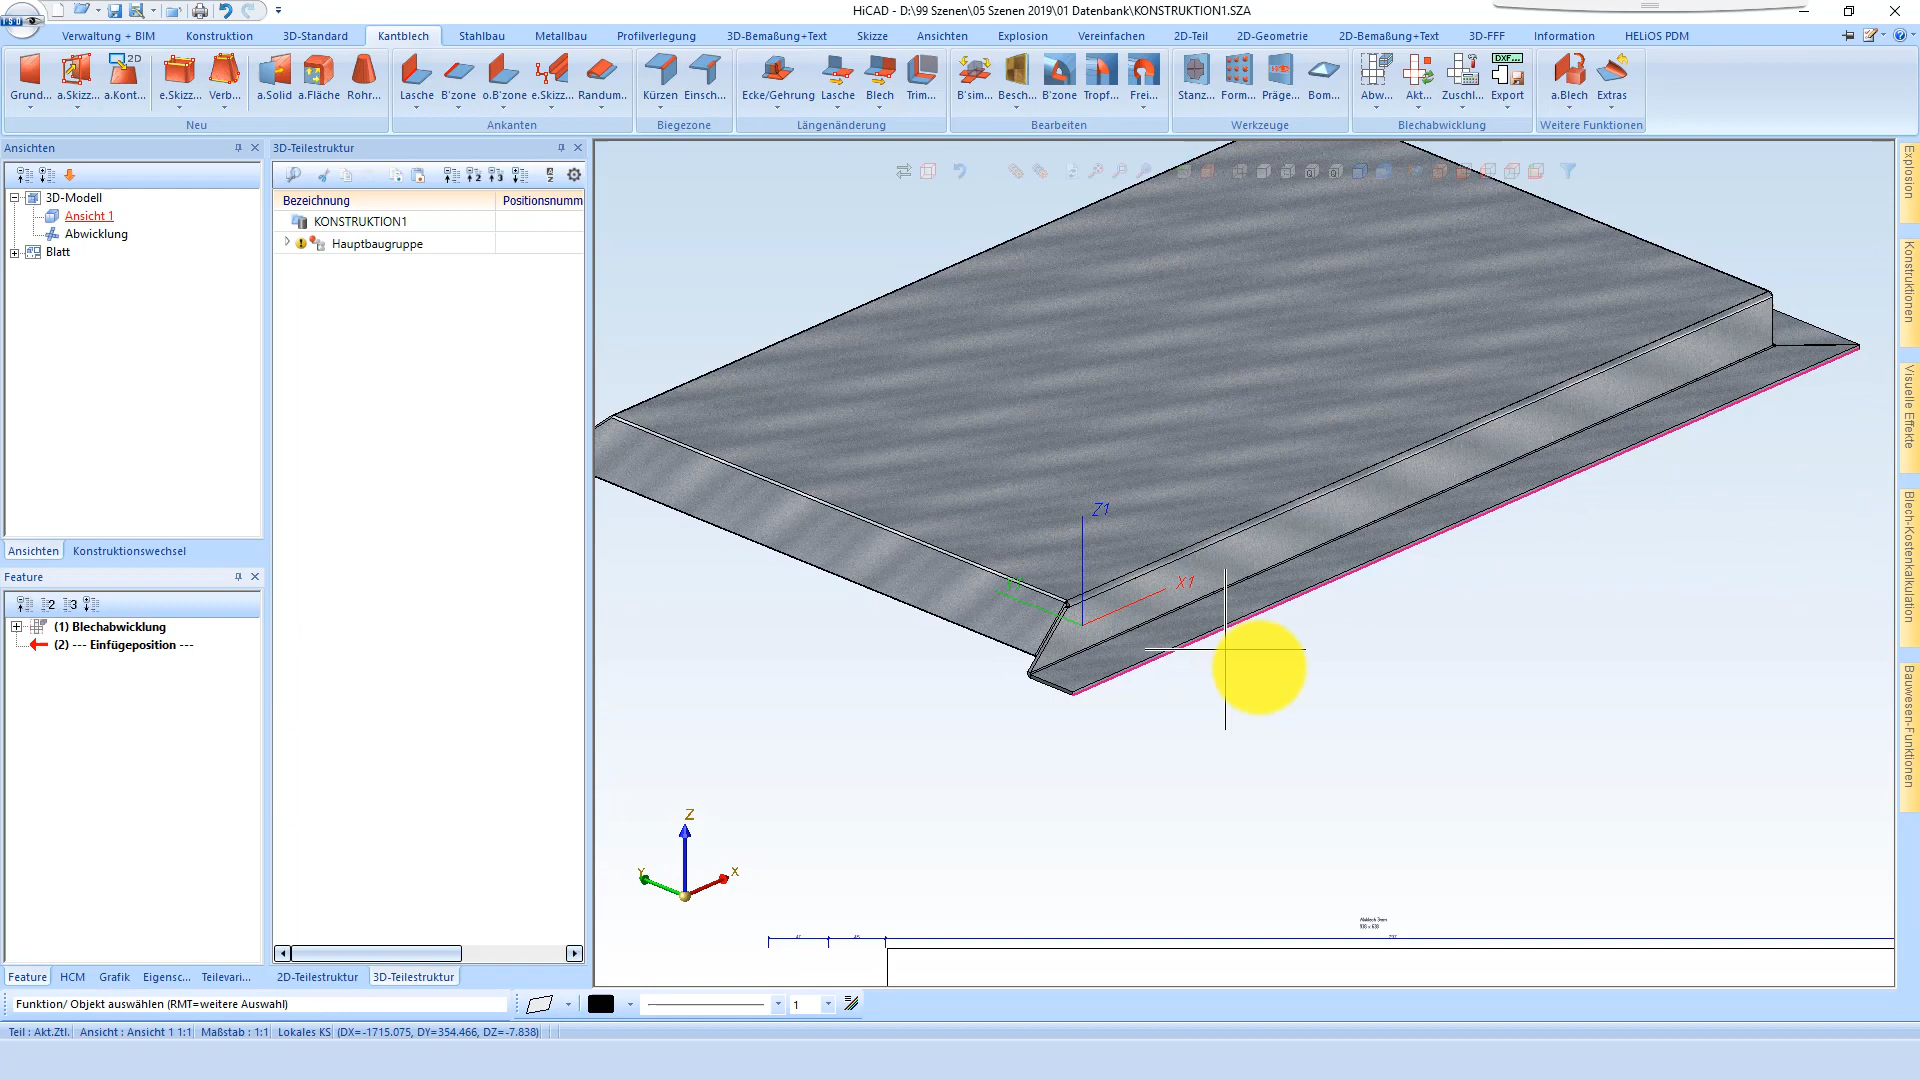 HiCAD - D:\99 Szenen\05 Szenen 2019\01 Datenbank\KONSTRUKTION1.SZA
ISD
Verwaltung + BIM
Konstruktion
3D-Standard
Kantblech
Stahlbau
Metallbau
Profilverlegung
3D-Bemaßung+Text
Skizze
Ansichten
Explosion
Vereinfachen
2D-Teil
2D-Geometrie
2D-Bemaßung+Text
3D-FFF
Information
HELiOS PDM
Grund... a.Skizz... a.Kont... e.Skizz... Verb... a.Solid a.Fläche Rohr...
Lasche B'zone o.B'zone e.Skizz... Randum...
Kürzen Einsch...
Ecke/Gehrung Lasche Blech Trim...
B'sim... Besch... B'zone Tropf... Frei...
Stanz... Form... Präge... Bom...
Abw... Akt... Zuschl... Export
a.Blech Extras
Neu
Ankanten
Biegezone
Längenänderung
Bearbeiten
Werkzeuge
Blechabwicklung
Weitere Funktionen
Ansichten
3D-Modell
Ansicht 1
Abwicklung
Blatt
Ansichten Konstruktionswechsel
Feature
(1) Blechabwicklung
(2) --- Einfügeposition ---
Feature HCM Grafik Eigensc... Teilevari...
3D-Teilestruktur
Bezeichnung Positionsnumm
KONSTRUKTION1
Hauptbaugruppe
2D-Teilestruktur 3D-Teilestruktur
Z1
X1
Z
Y
X
Explosion
Konstruktionen
Visuelle Effekte
Blech-Kostenkalkulation
Bauwesen-Funktionen
Funktion/ Objekt auswählen (RMT=weitere Auswahl)
1
Teil : Akt.Ztl. Ansicht : Ansicht 1 1:1 Maßstab : 1:1 Lokales KS (DX=-1715.075, DY=354.466, DZ=-7.838)